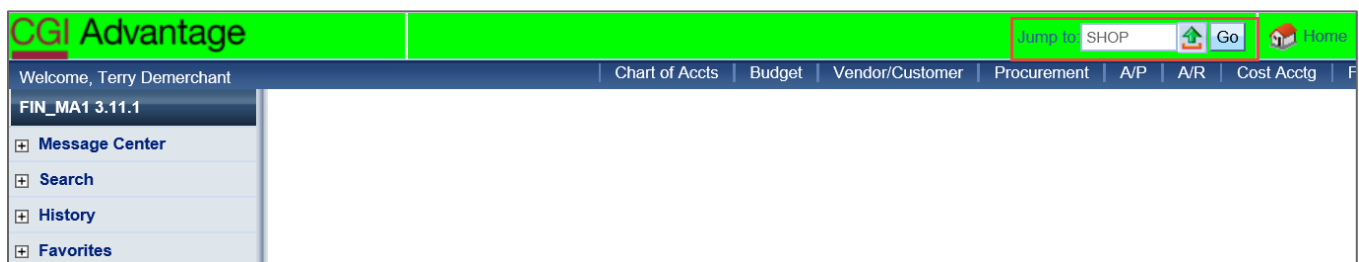 CGI Advantage
Jump to: SHOP Go Home
Welcome, Terry Demerchant
Chart of Accts Budget Vendor/Customer Procurement A/P A/R Cost Acctg F
FIN_MA1 3.11.1
Message Center
Search
History
Favorites